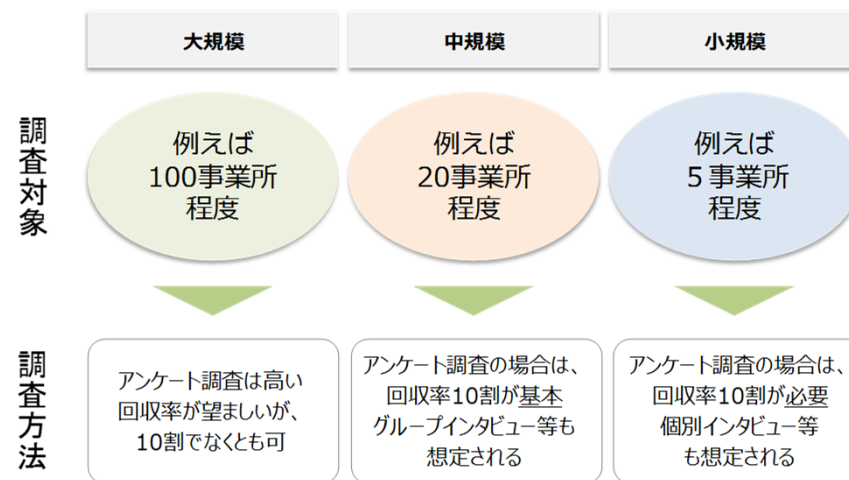 大規模
中規模
小規模
調査対象
例えば
100事業所
程度
例えば
20事業所
程度
例えば
5事業所
程度
調査方法
アンケート調査は高い
回収率が望ましいが、
10割でなくとも可
アンケート調査の場合は、
回収率10割が基本
グループインタビュー等も
想定される
アンケート調査の場合は、
回収率10割が必要
個別インタビュー等
も想定される